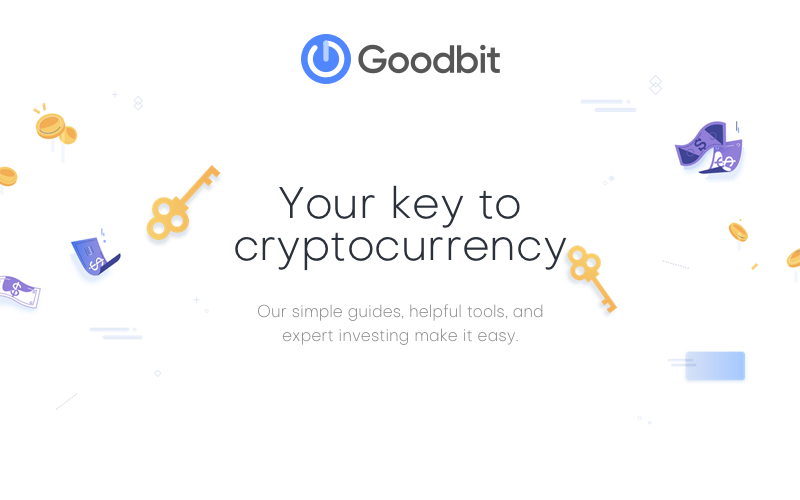 Goodbit
Your key to
cryptocurrency
Our simple guides, helpful tools, and
expert investing make it easy.